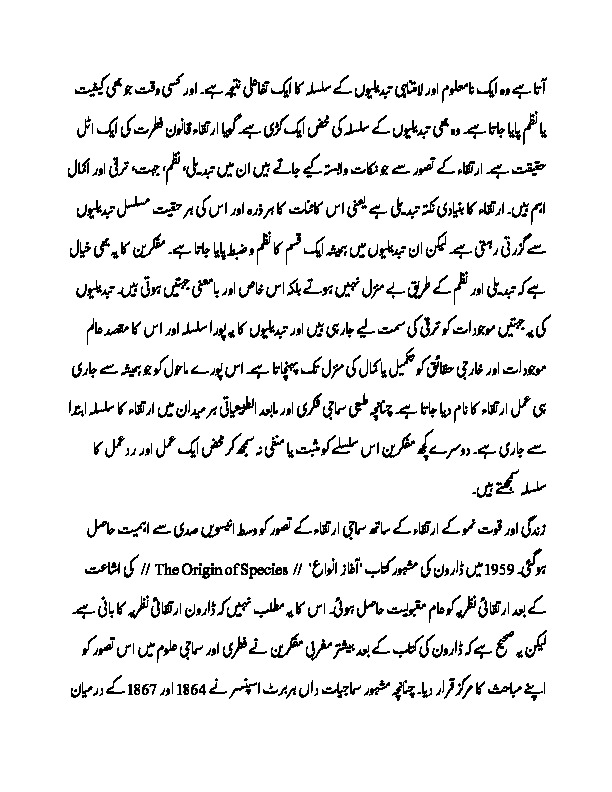 آتا ہے وہ ایک نامعلوم اور لامتناہی تبدیلیوں کے سلسلہ کا ایک تفاعلی نتیجہ ہے۔ اور کسی وقت جو بھی کیفیت
یا نظم پایا جاتا ہے۔ وہ بھی تبدیلیوں کے سلسلہ کی محض ایک کڑی ہے۔ گویا ارتقاء قانون فطرت کی ایک اٹل
حقیقت ہے۔ ارتقاء کے تصور سے جو نکات وابستہ کیے جاتے ہیں ان میں تبدیلی، نظم، جہت، ترقی اور اکمال
اہم ہیں۔ ارتقاء کا بنیادی نکتہ تبدیلی ہے یعنی اس کائنات کا ہر ذرہ اور اس کی ہر حقیت مسلسل تبدیلیوں
سے گزرتی رہتی ہے۔ لیکن ان تبدیلیوں میں ہمیشہ ایک قسم کا نظم و ضبط پایا جاتا ہے۔ مفکرین کا یہ بھی خیال
ہے کہ تبدیلی اور نظم کے طریق بے منزل نہیں ہوتے بلکہ اس خاص اور بامعنی جہتیں ہوتی ہیں۔ تبدیلیوں
کی یہ جہتیں موجودات کو ترقی کی سمت لیے جارہی ہیں اور تبدیلیوں کا یہ پورا سلسلہ اور اس کا مقصد عالم
موجودات اور خارجی حقائق کو تکمیل یا کمال کی منزل تک پہنچاتا ہے۔ اس پورے ماحول کو جو ہمیشہ سے جاری
ہی عمل ارتقاء کا نام دیا جاتا ہے۔ چنانچہ طبیعی سماجی فکری اور مابعد الطبیعیاتی ہر میدان میں ارتقاء کا سلسلہ ابتدا
سے جاری ہے۔ دوسرے کچھ مفکرین اس سلسلے کو مثبت یا منفی نہ سمجھ کر محض ایک عمل اور رد عمل کا
سلسلہ سمجھتے ہیں۔
زندگی اور قوت نمو کے ارتقاء کے ساتھ سماجی ارتقاء کے تصور کو وسط انیسویں صدی سے اہمیت حاصل
ہوگئی۔ 1959 میں ڈارون کی مشہور کتاب 'آغاز انواع' // The Origin of Species // کی اشاعت
کے بعد ارتقائی نظریہ کو عام مقبولیت حاصل ہوئی۔ اس کا یہ مطلب نہیں کہ ڈارون ارتقائی نظریہ کا بانی ہے۔
لیکن یہ صحیح ہے کہ ڈارون کی کتاب کے بعد بیشتر مغربی مفکرین نے فطری اور سماجی علوم میں اس تصور کو
اپنے مباحث کا مرکز قرار دیا۔ چنانچہ مشہور سماجیات داں ہربرٹ اسپنسر نے 1864 اور 1867 کے درمیان